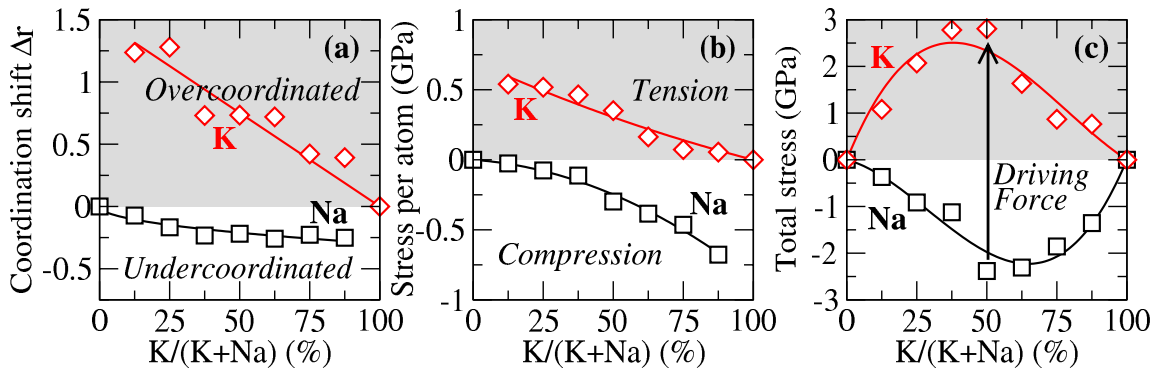 Coordination shift Δr
1.5
1
0.5
0
-0.5
(a)
Overcoordinated
K
Na
Undercoordinated
0
25
50
75
100
K/(K+Na) (%)
Stress per atom (GPa)
1
0.5
0
-0.5
-1
(b)
Tension
K
Na
Compression
0
25
50
75
100
K/(K+Na) (%)
Total stress (GPa)
3
2
1
0
-1
-2
-3
(c)
K
Driving
Force
Na
0
25
50
75
100
K/(K+Na) (%)